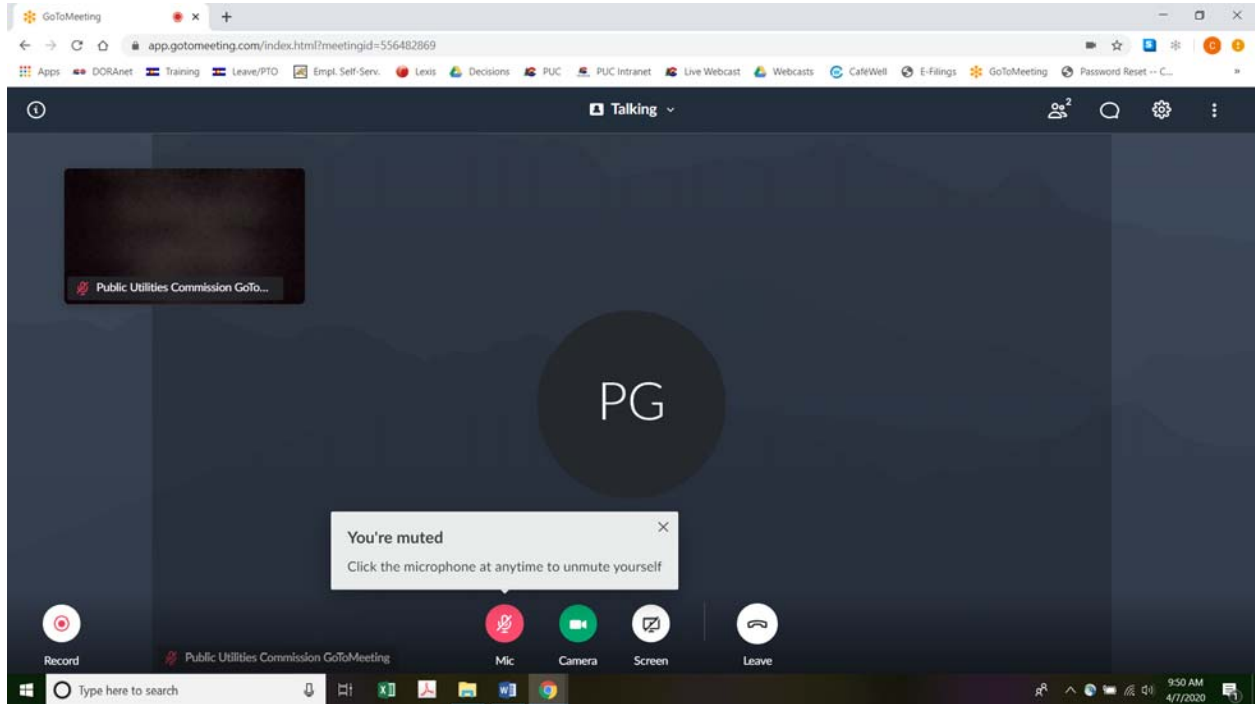 GoToMeeting
app.gotomeeting.com/index.html?meetingid=556482869
Apps DORAnet Training Leave/PTO Empl. Self-Serv. Lexis Decisions PUC PUC Intranet Live Webcast Webcasts CafeWell E-Filings GoToMeeting Password Reset -- C... »
Talking
2
Public Utilities Commission GoTo...
PG
You're muted
Click the microphone at anytime to unmute yourself
Record
Public Utilities Commission GoToMeeting
Mic Camera Screen Leave
Type here to search
9:50 AM
4/7/2020